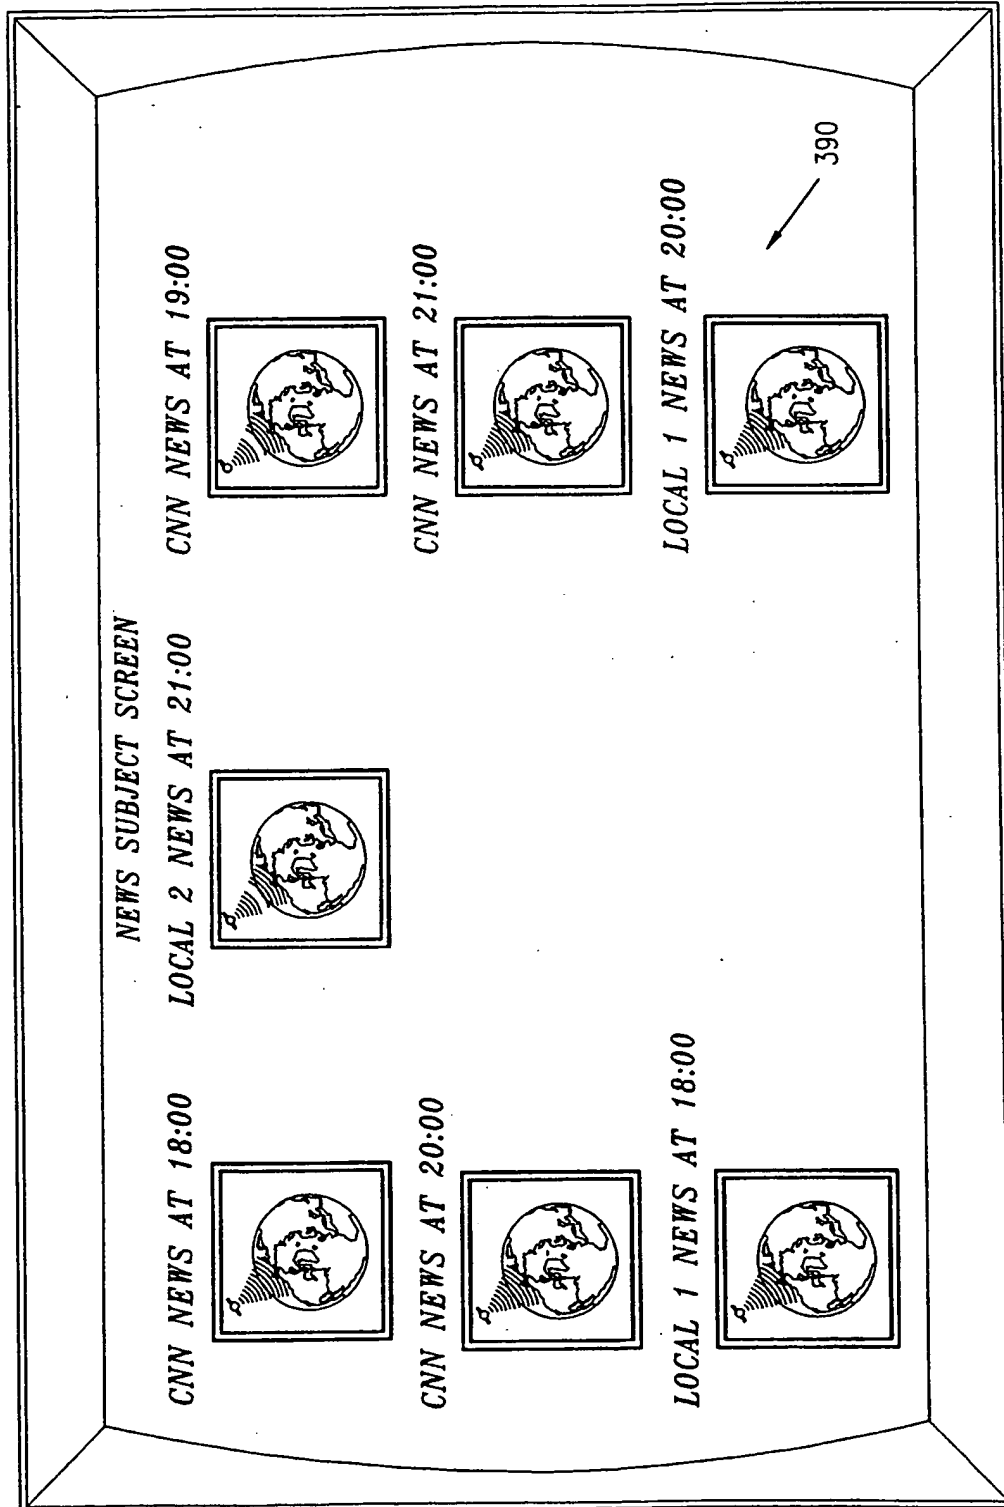 NEWS SUBJECT SCREEN
CNN NEWS AT 18:00
LOCAL 2 NEWS AT 21:00
CNN NEWS AT 19:00
CNN NEWS AT 20:00
CNN NEWS AT 21:00
LOCAL 1 NEWS AT 18:00
LOCAL 1 NEWS AT 20:00
390